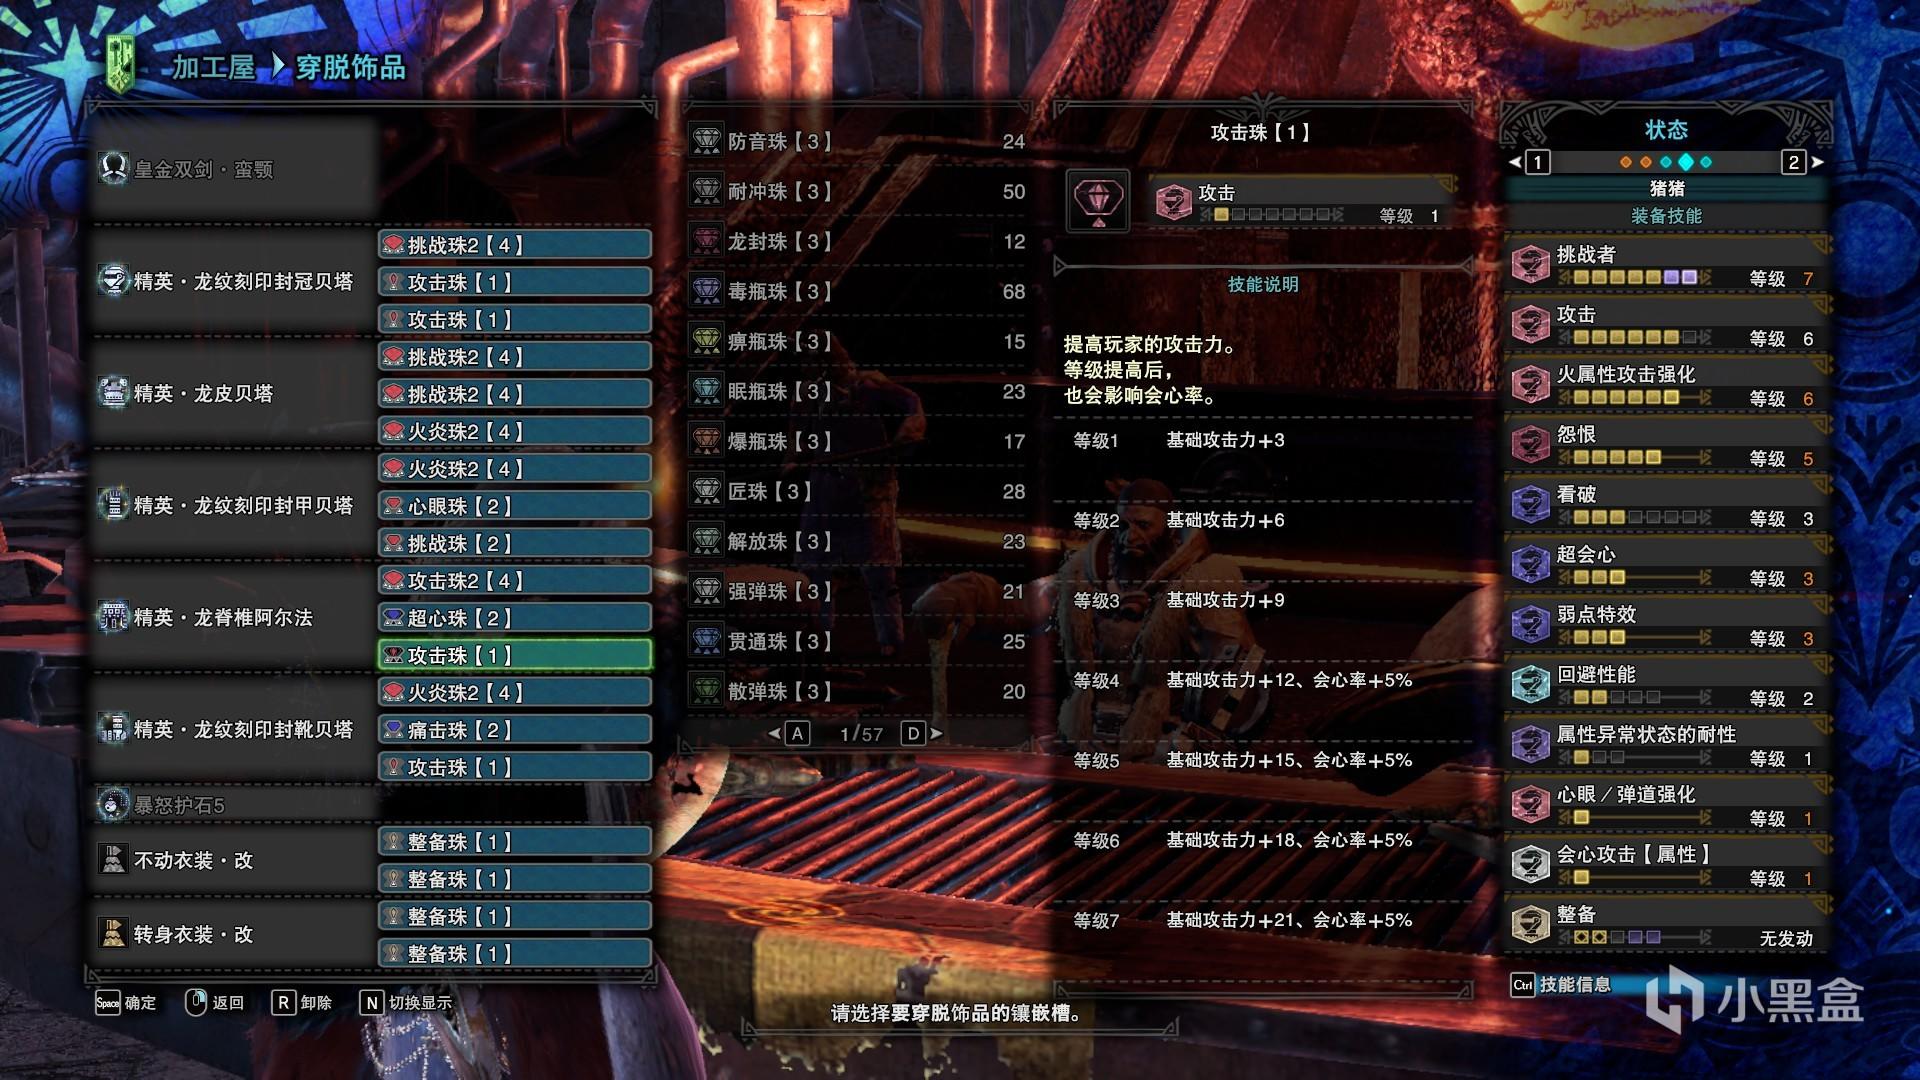 加工屋 穿脱饰品
皇金双剑・蛮颚
精英・龙纹刻印封冠贝塔
挑战珠2【4】
攻击珠【1】
攻击珠【1】
精英・龙皮贝塔
挑战珠2【4】
挑战珠2【4】
火炎珠2【4】
精英・龙纹刻印封甲贝塔
火炎珠2【4】
心眼珠【2】
挑战珠【2】
精英・龙脊椎阿尔法
攻击珠2【4】
超心珠【2】
攻击珠【1】
精英・龙纹刻印封靴贝塔
火炎珠2【4】
痛击珠【2】
攻击珠【1】
暴怒护石5
不动衣装・改
整备珠【1】
整备珠【1】
转身衣装・改
整备珠【1】
整备珠【1】
Space 确定 返回 R 卸除 N 切换显示
防音珠【3】 24
耐冲珠【3】 50
龙封珠【3】 12
毒瓶珠【3】 68
痹瓶珠【3】 15
眠瓶珠【3】 23
爆瓶珠【3】 17
匠珠【3】 28
解放珠【3】 23
强弹珠【3】 21
贯通珠【3】 25
散弹珠【3】 20
A 1/57 D
攻击珠【1】
攻击
等级 1
技能说明
提高玩家的攻击力。
等级提高后，
也会影响会心率。
等级1 基础攻击力+3
等级2 基础攻击力+6
等级3 基础攻击力+9
等级4 基础攻击力+12、会心率+5%
等级5 基础攻击力+15、会心率+5%
等级6 基础攻击力+18、会心率+5%
等级7 基础攻击力+21、会心率+5%
请选择要穿脱饰品的镶嵌槽。
状态
1 2
猪猪
装备技能
挑战者
等级 7
攻击
等级 6
火属性攻击强化
等级 6
怨恨
等级 5
看破
等级 3
超会心
等级 3
弱点特效
等级 3
回避性能
等级 2
属性异常状态的耐性
等级 1
心眼／弹道强化
等级 1
会心攻击【属性】
等级 1
整备
无发动
Ctrl 技能信息
小黑盒